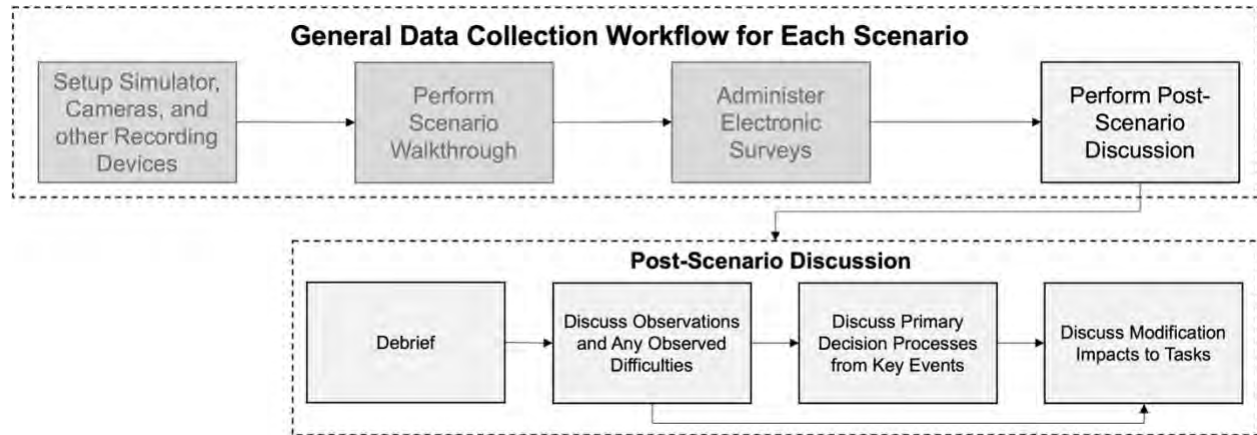 General Data Collection Workflow for Each Scenario
Setup Simulator,
Cameras, and
other Recording
Devices
Perform
Scenario
Walkthrough
Administer
Electronic
Surveys
Perform Post-
Scenario
Discussion
Post-Scenario Discussion
Debrief
Discuss Observations
and Any Observed
Difficulties
Discuss Primary
Decision Processes
from Key Events
Discuss Modification
Impacts to Tasks